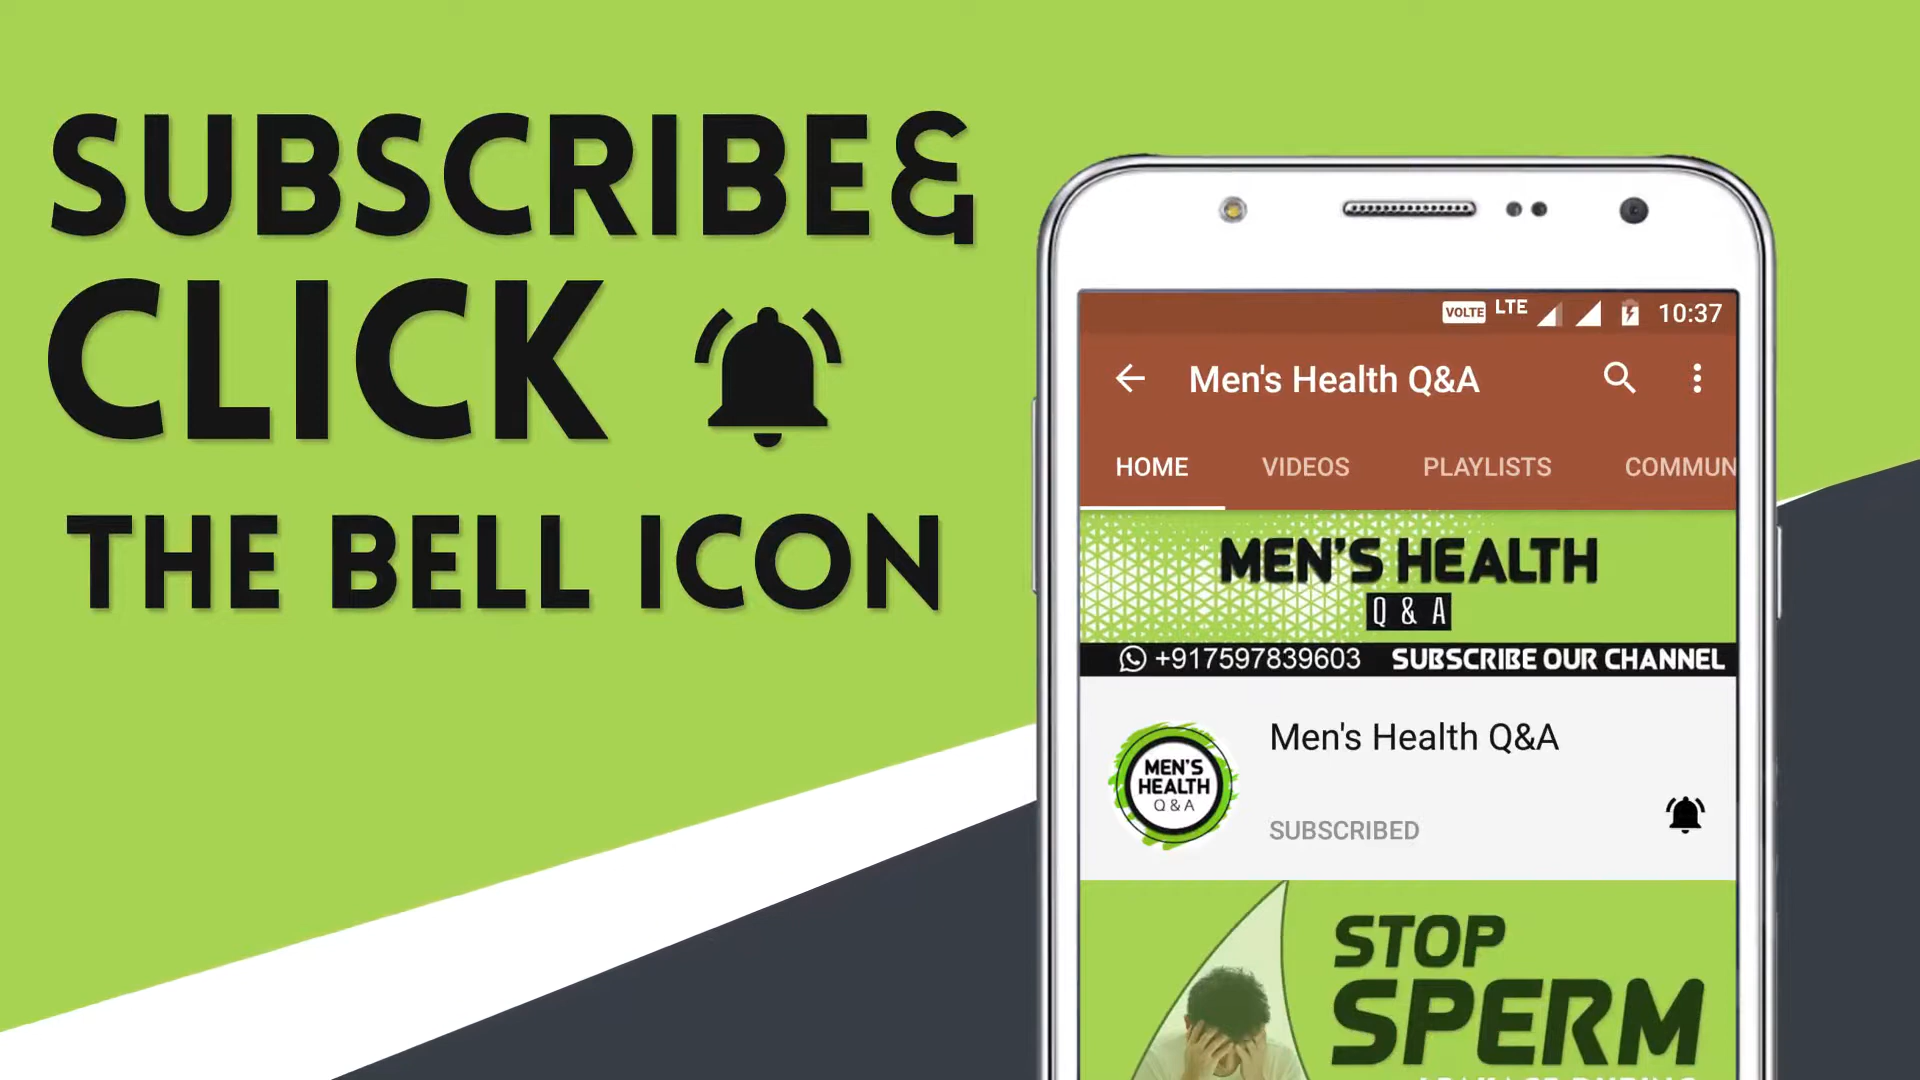 SUBSCRIBE&
CLICK
THE BELL ICON
VOLTE LTE 10:37
Men's Health Q&A
HOME VIDEOS PLAYLISTS COMMUN
MEN'S HEALTH
Q & A
+917597839603 SUBSCRIBE OUR CHANNEL
Men's Health Q&A
MEN'S
HEALTH
Q&A
SUBSCRIBED
STOP
SPERM